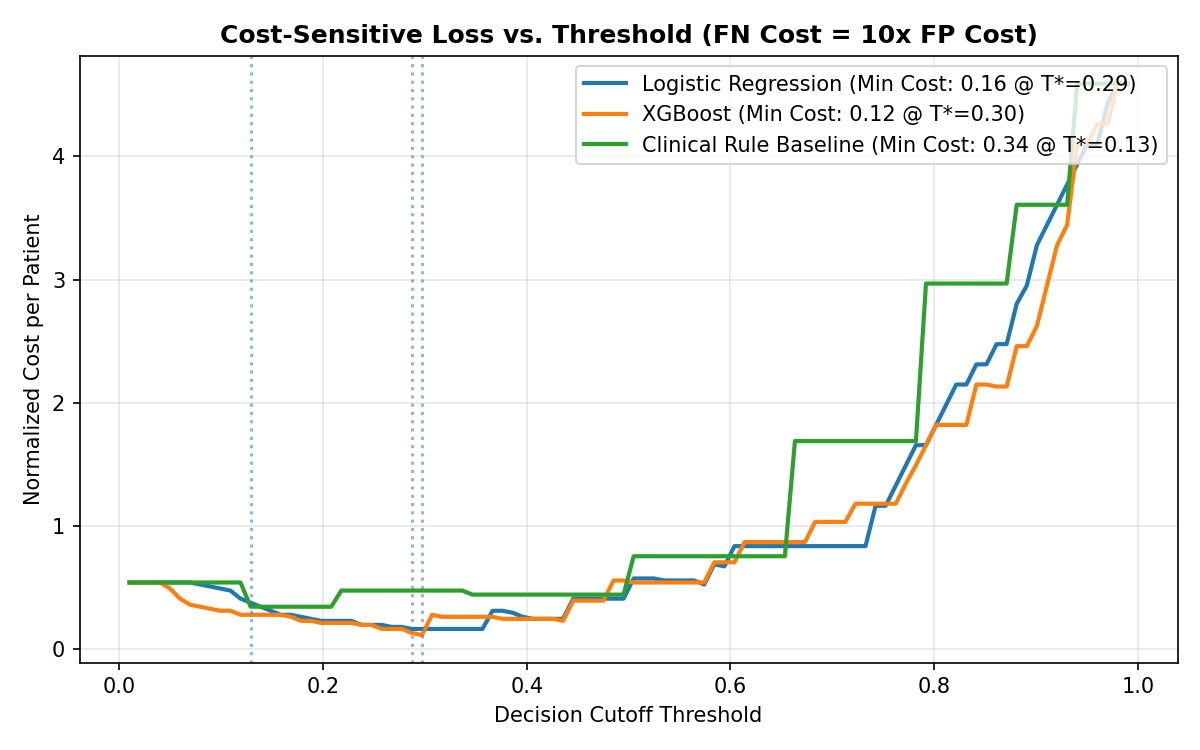 Cost-Sensitive Loss vs. Threshold (FN Cost = 10x FP Cost)
Logistic Regression (Min Cost: 0.16 @ T*=0.29)
XGBoost (Min Cost: 0.12 @ T*=0.30)
Clinical Rule Baseline (Min Cost: 0.34 @ T*=0.13)
Normalized Cost per Patient
4
3
2
1
0
0.0 0.2 0.4 0.6 0.8 1.0
Decision Cutoff Threshold